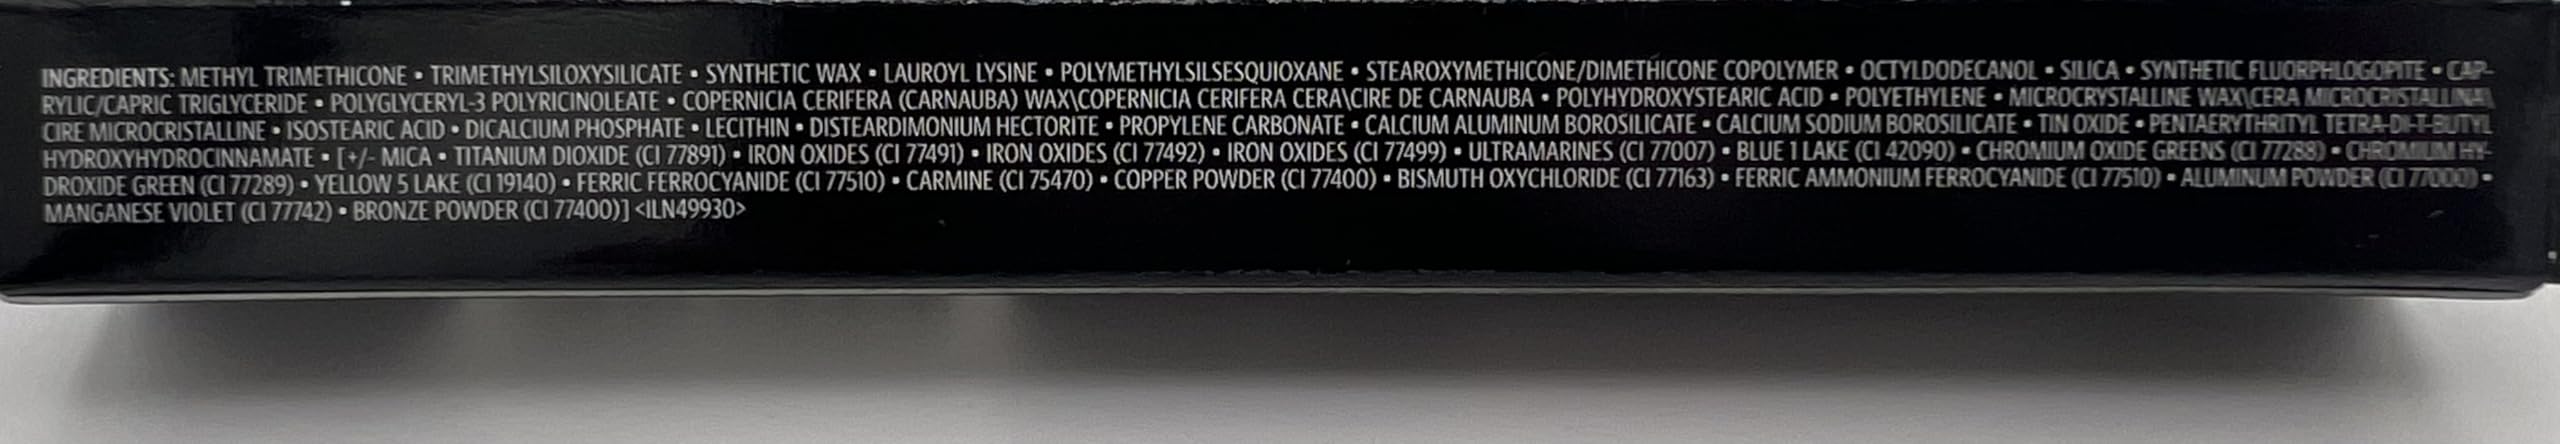 INGREDIENTS: METHYL TRIMETHICONE • TRIMETHYLSILOXYSILICATE • SYNTHETIC WAX • LAUROYL LYSINE • POLYMETHYLSILSESQUIOXANE • STEAROXYMETHICONE/DIMETHICONE COPOLYMER • OCTYLDODECANOL • SILICA • SYNTHETIC FLUORPHLOGOPITE • CAP-
RYLIC/CAPRIC TRIGLYCERIDE • POLYGLYCERYL-3 POLYRICINOLEATE • COPERNICIA CERIFERA (CARNAUBA) WAX\COPERNICIA CERIFERA CERA\CIRE DE CARNAUBA • POLYHYDROXYSTEARIC ACID • POLYETHYLENE • MICROCRYSTALLINE WAX\CERA MICROCRISTALLINA\
CIRE MICROCRISTALLINE • ISOSTEARIC ACID • DICALCIUM PHOSPHATE • LECITHIN • DISTEARDIMONIUM HECTORITE • PROPYLENE CARBONATE • CALCIUM ALUMINUM BOROSILICATE • CALCIUM SODIUM BOROSILICATE • TIN OXIDE • PENTAERYTHRITYL TETRA-DI-T-BUTYL
HYDROXYHYDROCINNAMATE • [+/- MICA • TITANIUM DIOXIDE (CI 77891) • IRON OXIDES (CI 77491) • IRON OXIDES (CI 77492) • IRON OXIDES (CI 77499) • ULTRAMARINES (CI 77007) • BLUE 1 LAKE (CI 42090) • CHROMIUM OXIDE GREENS (CI 77288) • CHROMIUM HY-
DROXIDE GREEN (CI 77289) • YELLOW 5 LAKE (CI 19140) • FERRIC FERROCYANIDE (CI 77510) • CARMINE (CI 75470) • COPPER POWDER (CI 77400) • BISMUTH OXYCHLORIDE (CI 77163) • FERRIC AMMONIUM FERROCYANIDE (CI 77510) • ALUMINUM POWDER (CI 77000) •
MANGANESE VIOLET (CI 77742) • BRONZE POWDER (CI 77400)] <ILN49930>